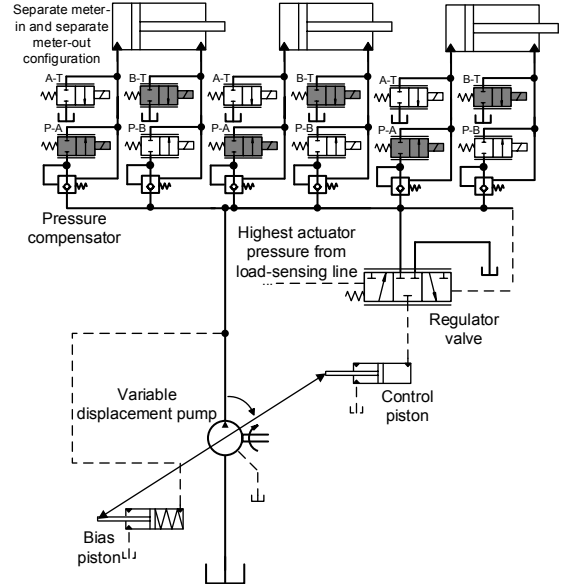 Separate meter-
in and separate
meter-out
configuration
A-T
B-T
A-T
B-T
A-T
B-T
P-A
P-B
P-A
P-B
P-A
P-B
Pressure
compensator
Highest actuator
pressure from
load-sensing line
Regulator
valve
Variable
displacement pump
Control
piston
Bias
piston